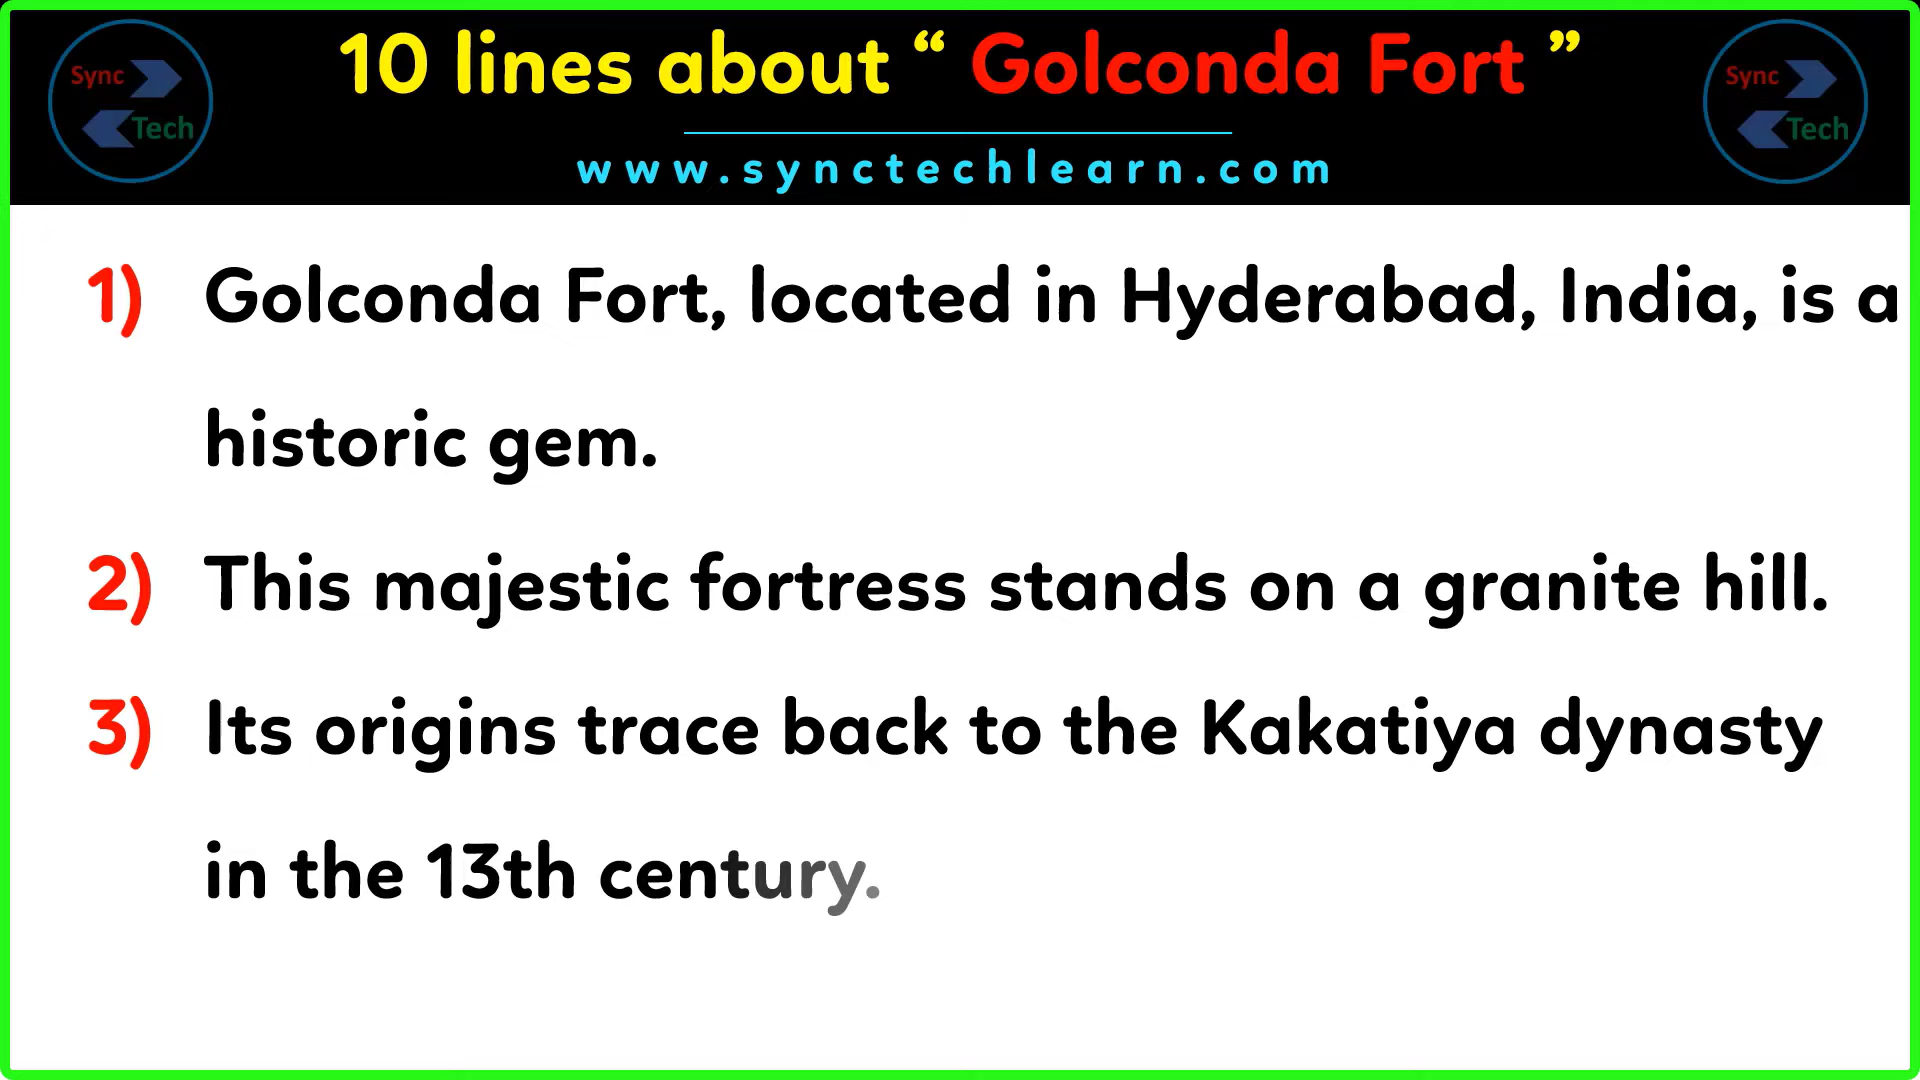 10 lines about “ Golconda Fort ”
Sync
Tech
Sync
Tech
www.synctechlearn.com
1) Golconda Fort, located in Hyderabad, India, is a
historic gem.
2) This majestic fortress stands on a granite hill.
3) Its origins trace back to the Kakatiya dynasty
in the 13th century.